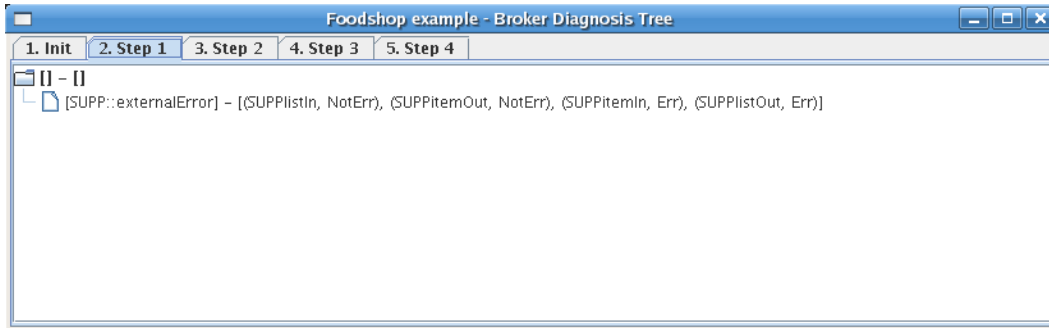 Foodshop example - Broker Diagnosis Tree
1. Init 2. Step 1 3. Step 2 4. Step 3 5. Step 4
[] - []
[SUPP::externalError] - [(SUPPlistIn, NotErr), (SUPPitemOut, NotErr), (SUPPitemIn, Err), (SUPPlistOut, Err)]